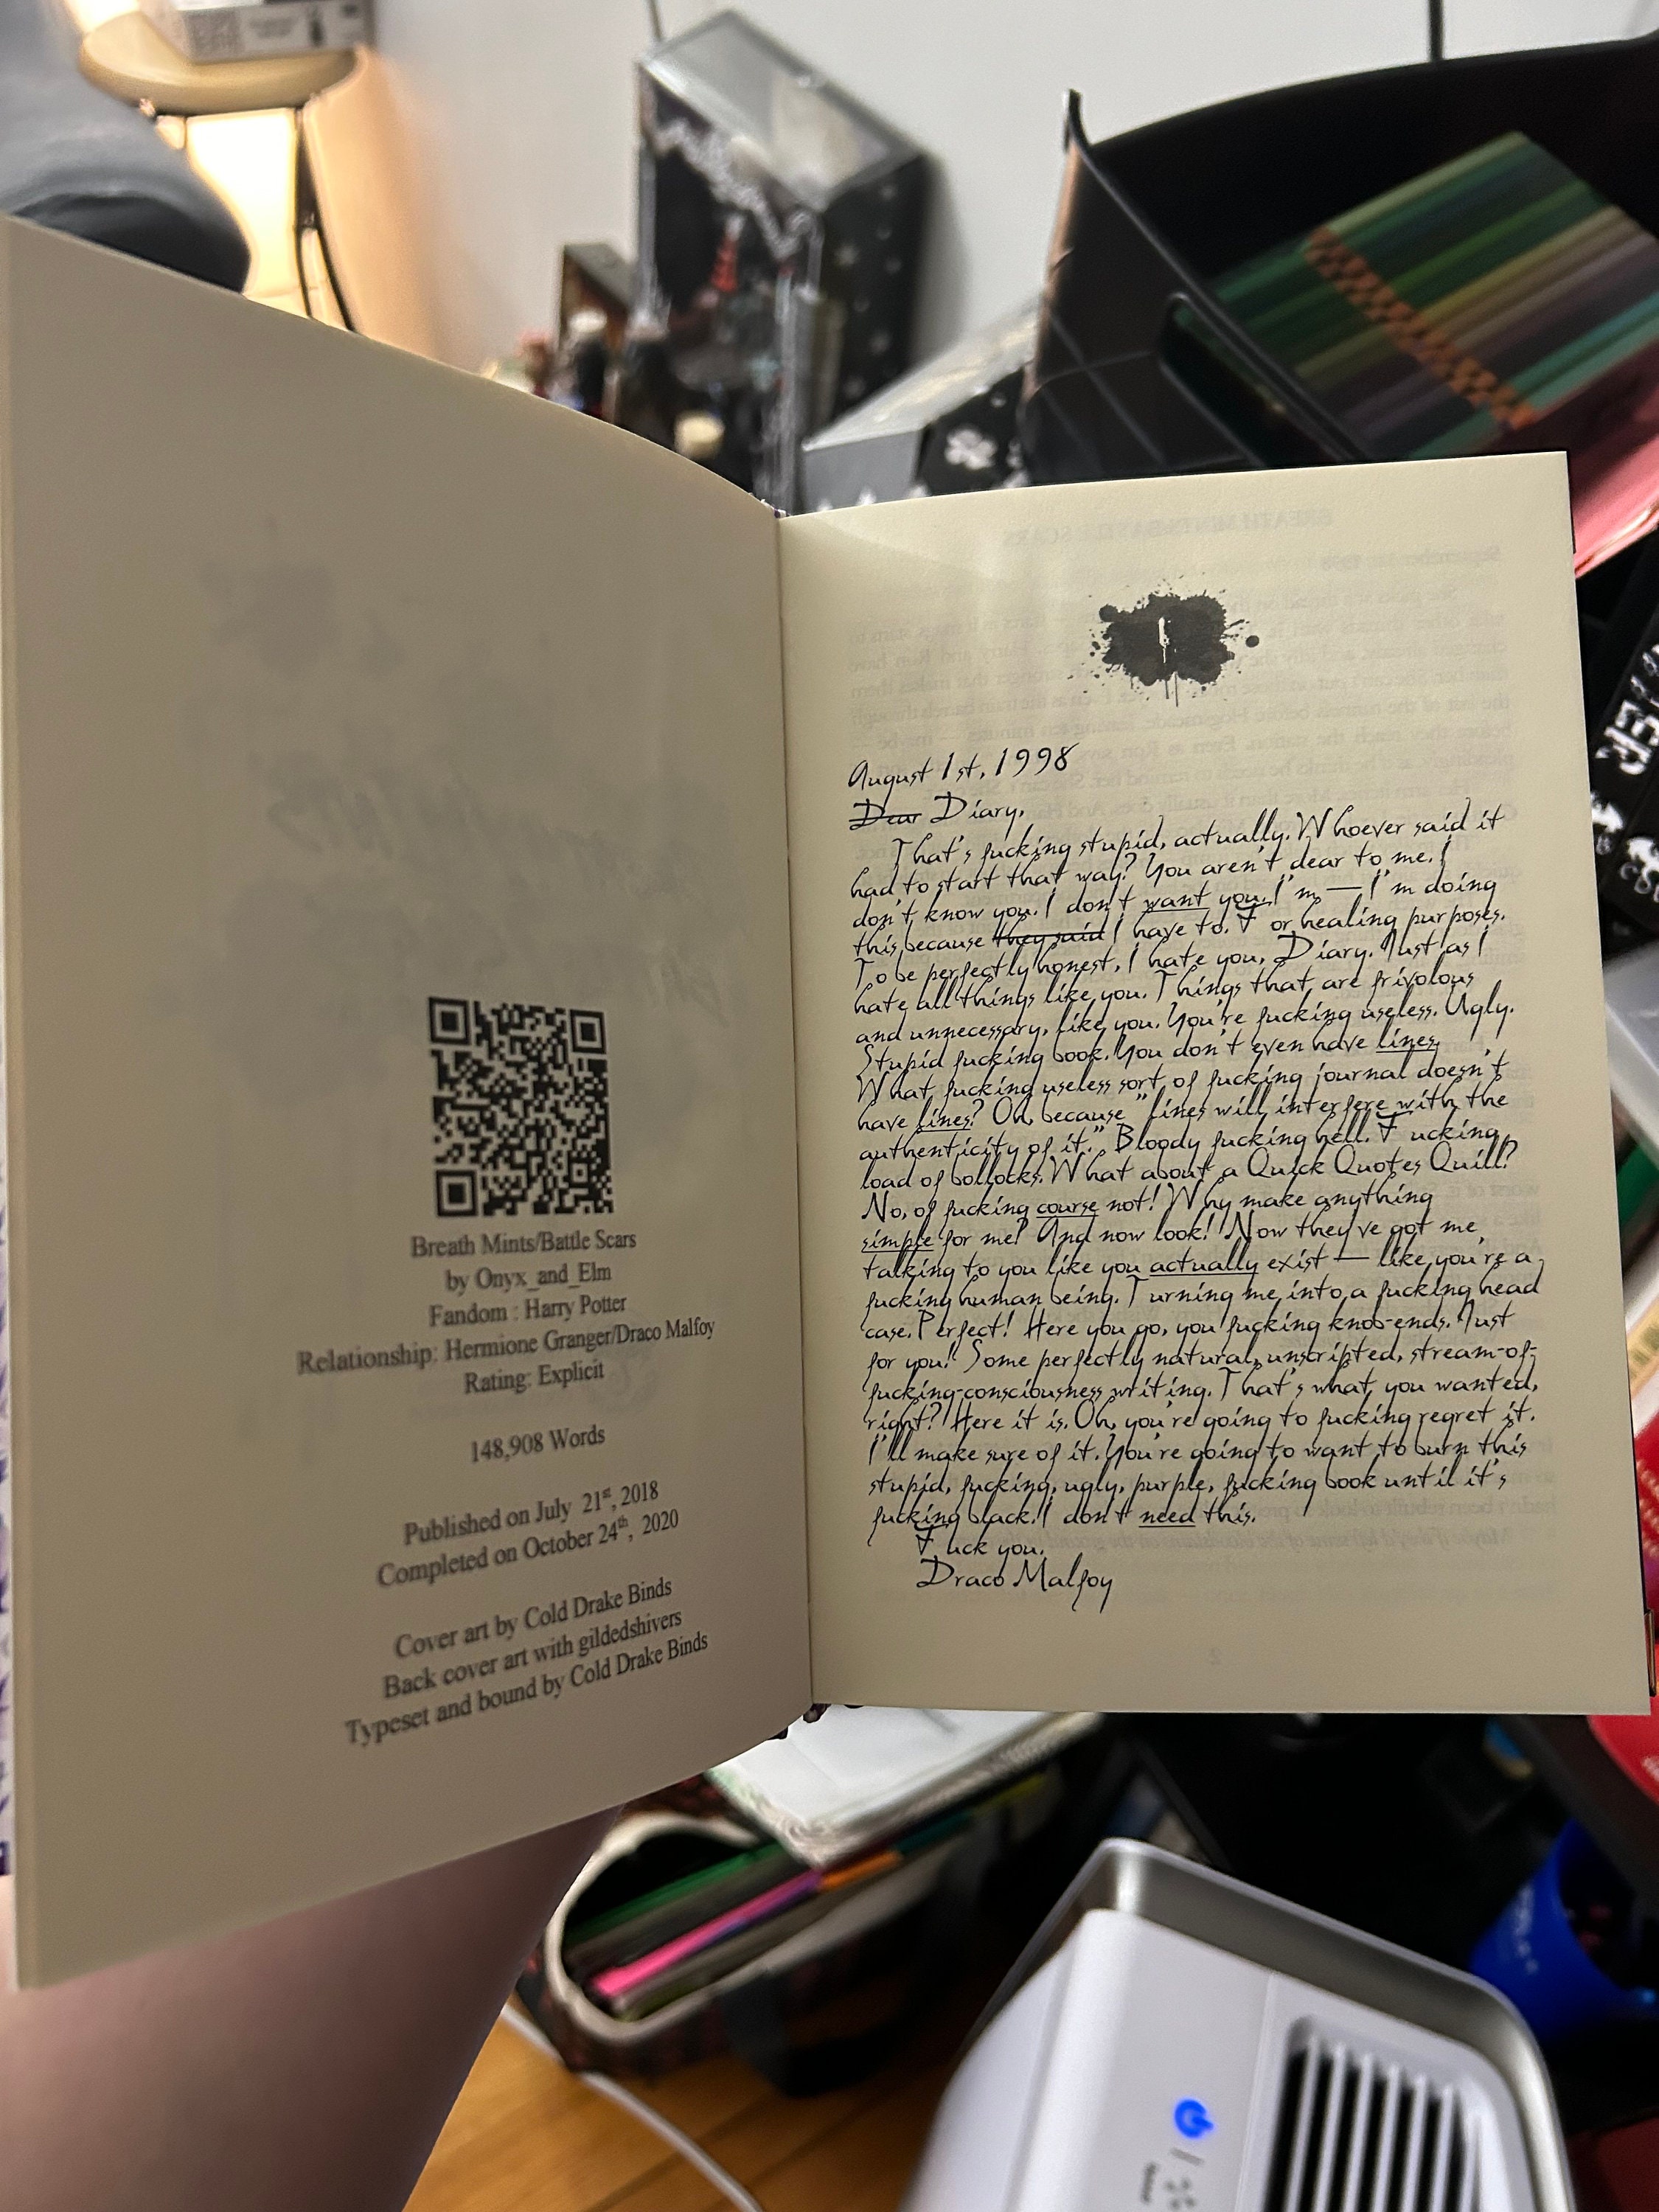 Breath Mints/Battle Scars
by Onyx_and_Elm
Fandom : Harry Potter
Relationship: Hermione Granger/Draco Malfoy
Rating: Explicit
148,908 Words
Published on July 21st, 2018
Completed on October 24th, 2020
Cover art by Cold Drake Binds
Back cover art with gildedshivers
Typeset and bound by Cold Drake Binds
1
August 1st, 1998
Dear Diary,
That's fucking stupid, actually. Whoever said it
had to start that way? You aren't dear to me. I
don't know you. I don't want you. I'm — I'm doing
this because they said I have to. For healing purposes.
To be perfectly honest, I hate you, Diary. Just as I
hate all things like you. Things that are frivolous
and unnecessary, like you. You're fucking useless. Ugly.
Stupid fucking book. You don't even have lines.
What fucking useless sort of fucking journal doesn't
have lines? Oh, because "lines will interfere with the
authenticity of it." Bloody fucking hell. Fucking
load of bollocks. What about a Quick Quotes Quill?
No, of fucking course not! Why make anything
simple for me? And now look! Now they've got me
talking to you like you actually exist — like you're a
fucking human being. Turning me into a fucking head
case. Perfect! Here you go, you fucking knob-ends. Just
for you! Some perfectly natural, unscripted, stream-of-
fucking-consciousness writing. That's what you wanted,
right? Here it is. Oh, you're going to fucking regret it.
I'll make sure of it. You're going to want to burn this
stupid, fucking, ugly, purple, fucking book until it's
fucking black. I don't need this.
Fuck you.
Draco Malfoy